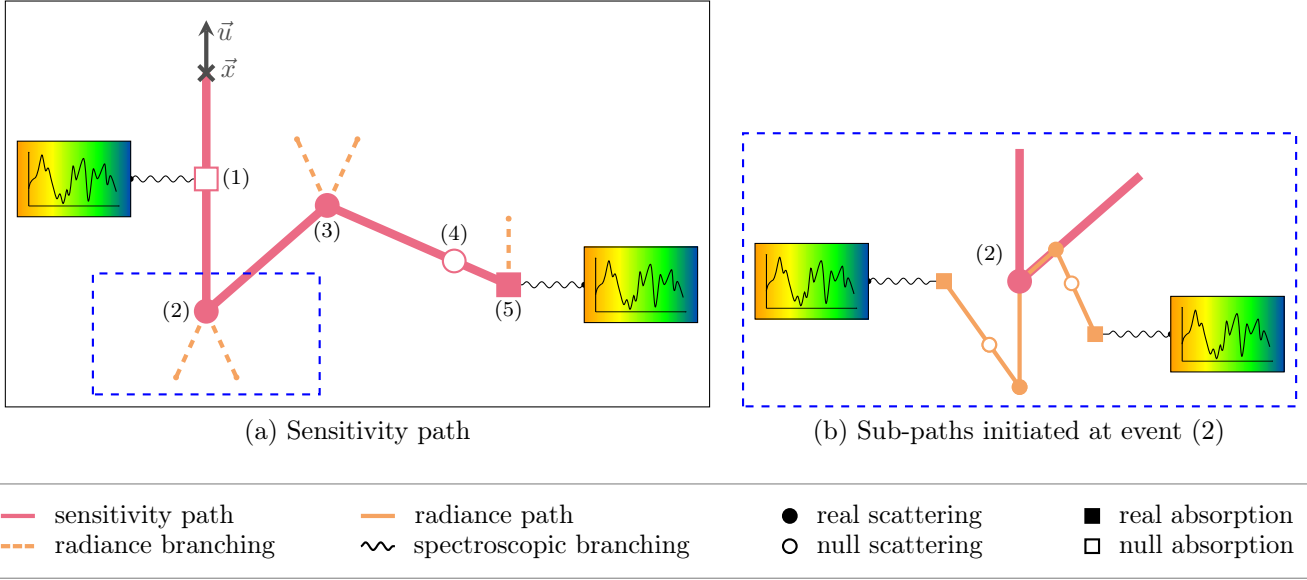 u⃗
x⃗
(1)
(2)
(3)
(4)
(5)
(a) Sensitivity path
(2)
(b) Sub-paths initiated at event (2)
sensitivity path
radiance path
real scattering
real absorption
radiance branching
spectroscopic branching
null scattering
null absorption